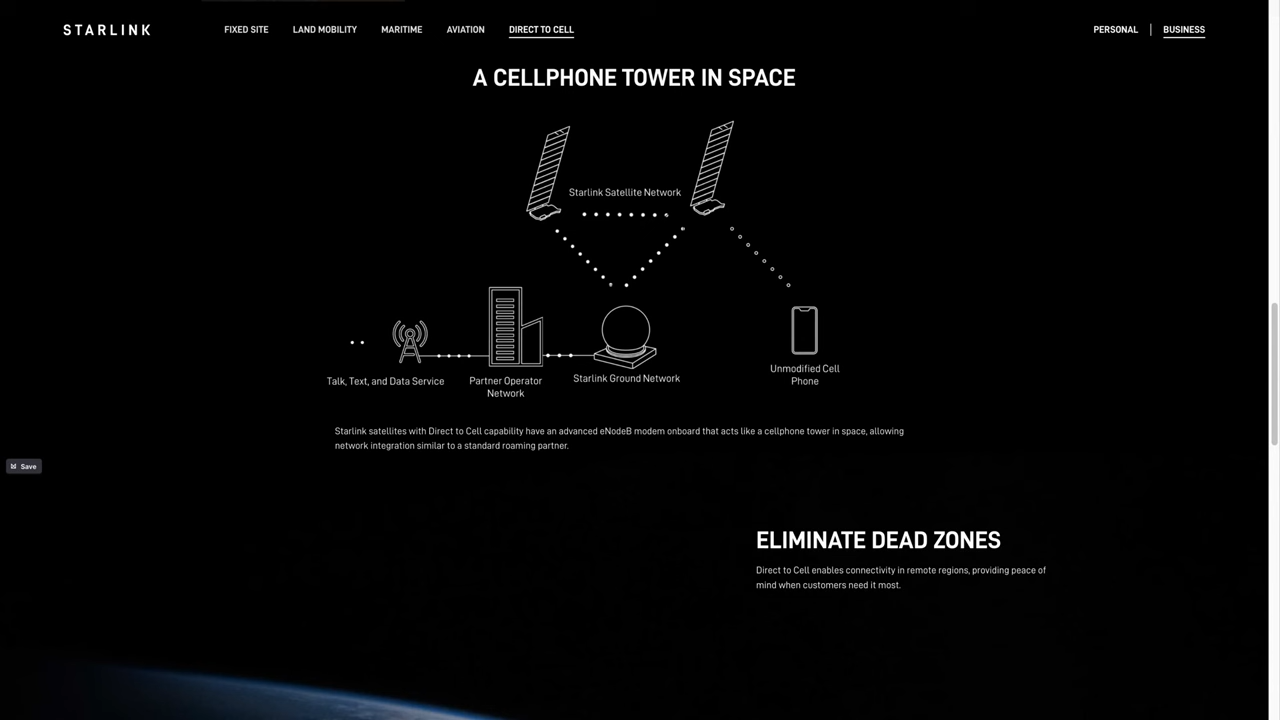 STARLINK
FIXED SITE
LAND MOBILITY
MARITIME
AVIATION
DIRECT TO CELL
PERSONAL
BUSINESS
A CELLPHONE TOWER IN SPACE
Starlink Satellite Network
Talk, Text, and Data Service
Partner Operator
Network
Starlink Ground Network
Unmodified Cell
Phone
Starlink satellites with Direct to Cell capability have an advanced eNodeB modem onboard that acts like a cellphone tower in space, allowing
network integration similar to a standard roaming partner.
Save
ELIMINATE DEAD ZONES
Direct to Cell enables connectivity in remote regions, providing peace of
mind when customers need it most.